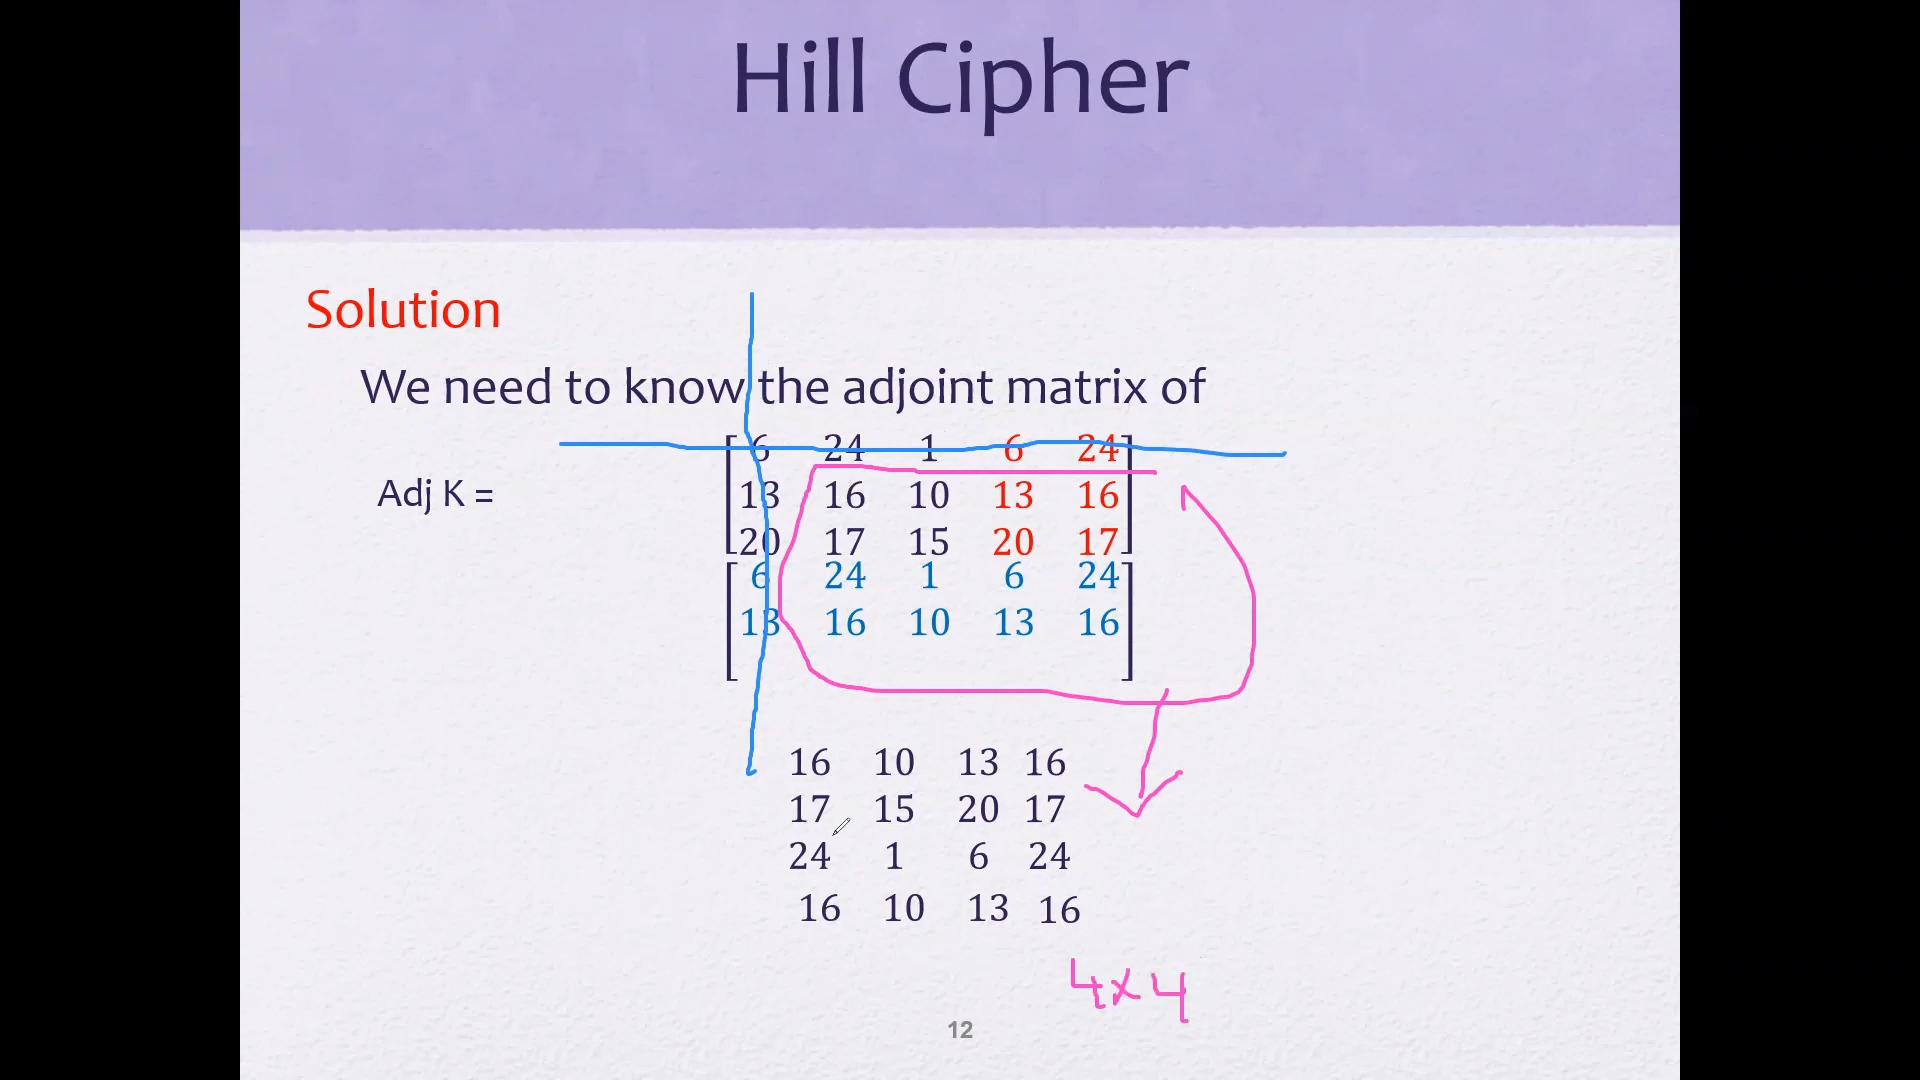 Hill Cipher
Solution
We need to know the adjoint matrix of
6 24 1 6 24
Adj K = 13 16 10 13 16
20 17 15 20 17
6 24 1 6 24
13 16 10 13 16
16 10 13 16
17 15 20 17
24 1 6 24
16 10 13 16
4x4
12